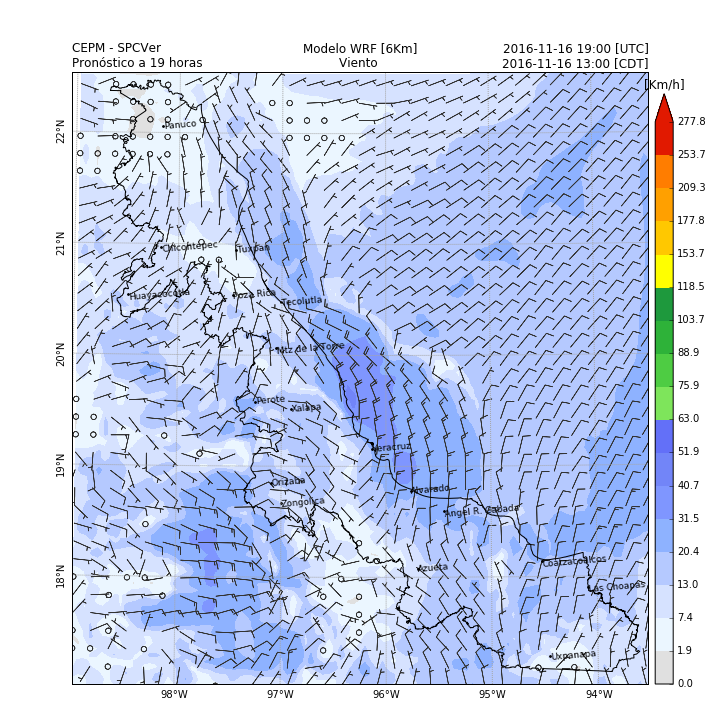 CEPM - SPCVer
Modelo WRF [6Km]
2016-11-16 19:00 [UTC]
Pronóstico a 19 horas
Viento
2016-11-16 13:00 [CDT]
[Km/h]
277.8
253.7
209.3
177.8
153.7
118.5
103.7
88.9
75.9
63.0
51.9
40.7
31.5
20.4
13.0
7.4
1.9
0.0
22°N
21°N
20°N
19°N
18°N
98°W
97°W
96°W
95°W
94°W
Panuco
Chicontepec
Tuxpan
Huayacocotla
Poza Rica
Tecolutla
Mtz de la Torre
Perote
Xalapa
Veracruz
Orizaba
Alvarado
Zongolica
Angel R. Cabada
Azueta
Coatzacoalcos
Las Choapas
Uxpanapa